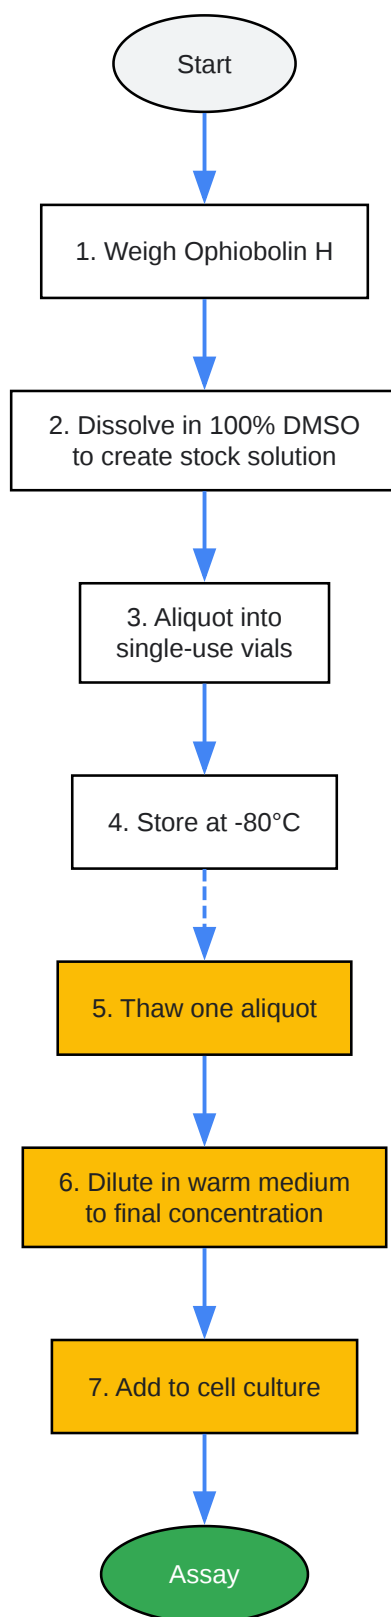 Start
1. Weigh Ophiobolin H
2. Dissolve in 100% DMSO
to create stock solution
3. Aliquot into
single-use vials
4. Store at -80°C
5. Thaw one aliquot
6. Dilute in warm medium
to final concentration
7. Add to cell culture
Assay